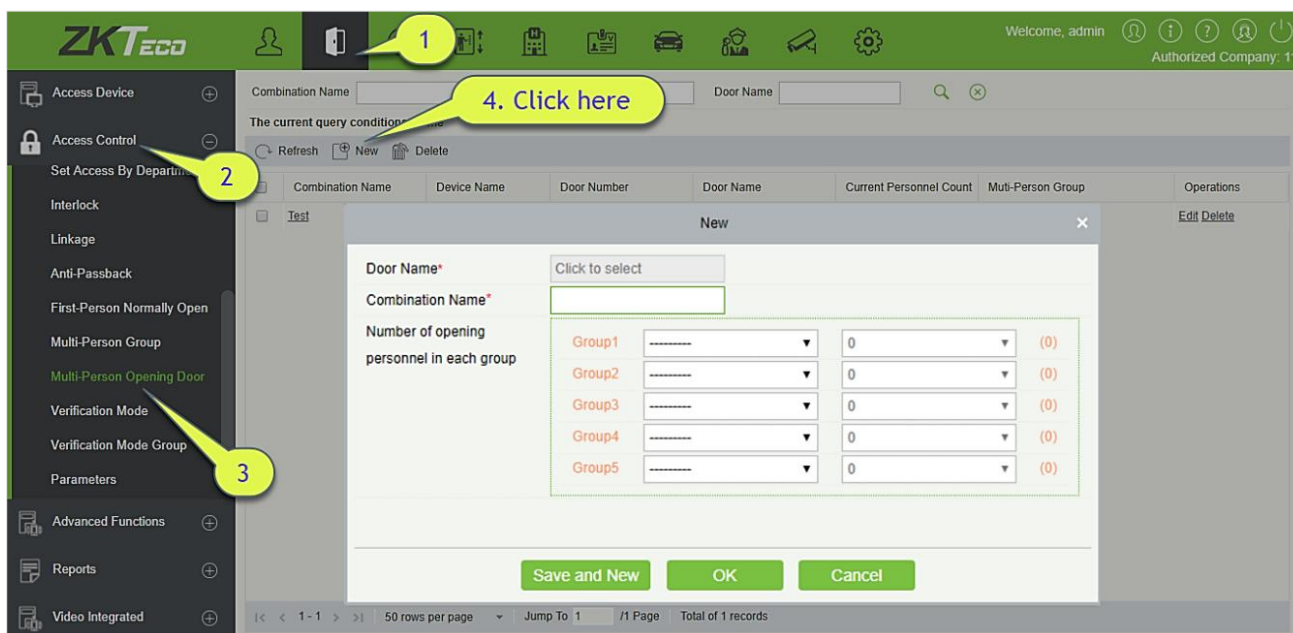 ZKTECO
Welcome, admin
Authorized Company: 1
1
Access Device
Combination Name
Door Name
4. Click here
The current query conditions
Access Control
Refresh New Delete
Set Access By Departm
2
Combination Name Device Name Door Number Door Name Current Personnel Count Muti-Person Group Operations
Interlock
Test
Edit Delete
New
Linkage
Door Name* Click to select
Anti-Passback
Combination Name*
First-Person Normally Open
Number of opening
personnel in each group
Group1 --------- 0 (0)
Multi-Person Group
Group2 --------- 0 (0)
Multi-Person Opening Door
Group3 --------- 0 (0)
Verification Mode
Group4 --------- 0 (0)
Verification Mode Group
Group5 --------- 0 (0)
3
Parameters
Advanced Functions
Reports
Save and New OK Cancel
Video Integrated
|< < 1-1 > >| 50 rows per page Jump To 1 /1 Page Total of 1 records